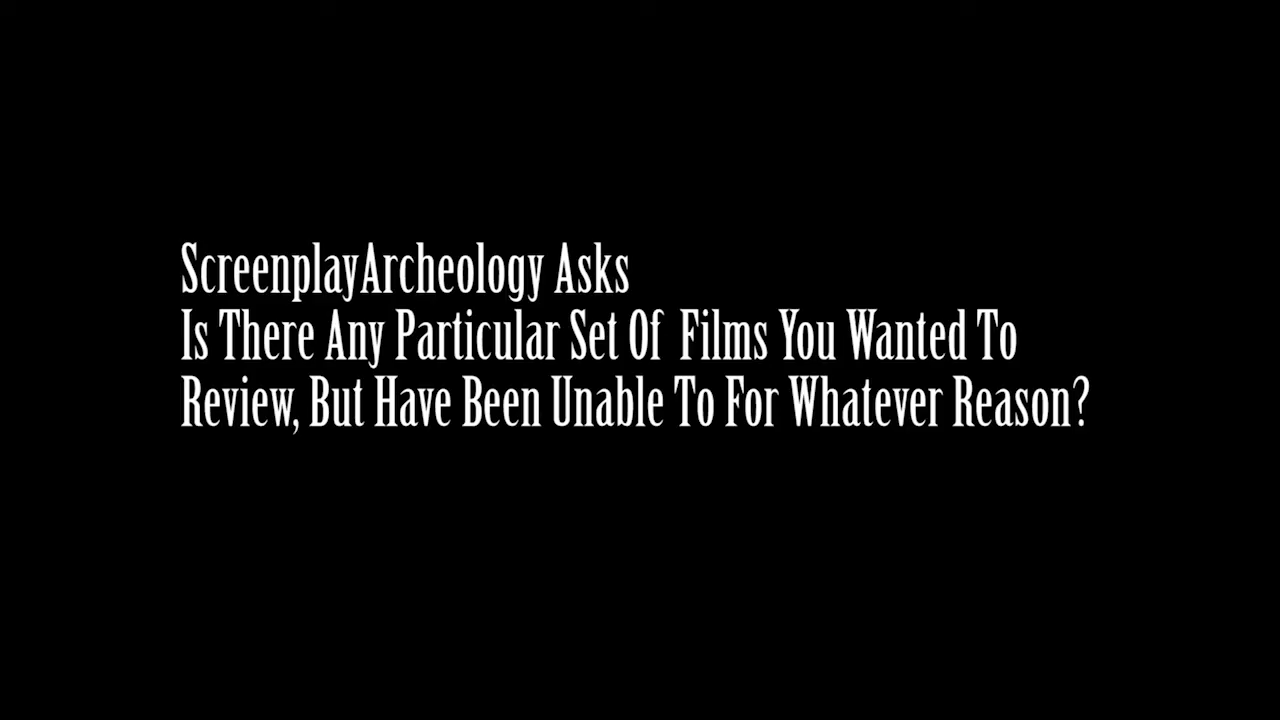 ScreenplayArcheology Asks
Is There Any Particular Set Of Films You Wanted To
Review, But Have Been Unable To For Whatever Reason?